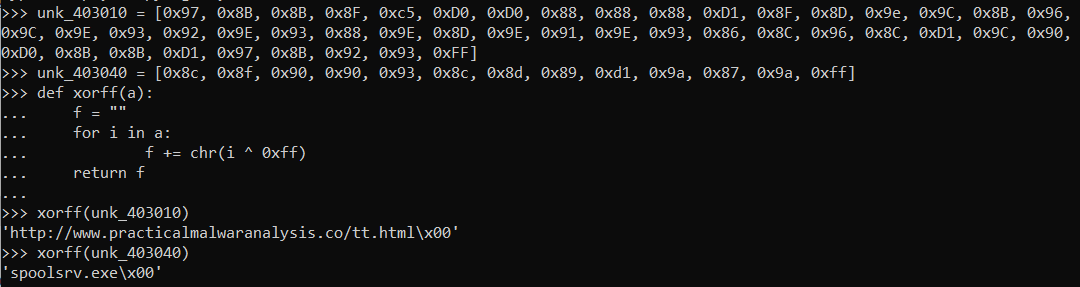 >>> unk_403010 = [0x97, 0x8B, 0x8B, 0x8F, 0xc5, 0xD0, 0xD0, 0x88, 0x88, 0x88, 0xD1, 0x8F, 0x8D, 0x9e, 0x9C, 0x8B, 0x96,
0x9C, 0x9E, 0x93, 0x92, 0x9E, 0x93, 0x88, 0x9E, 0x8D, 0x9E, 0x91, 0x9E, 0x93, 0x86, 0x8C, 0x96, 0x8C, 0xD1, 0x9C, 0x90,
0xD0, 0x8B, 0x8B, 0xD1, 0x97, 0x8B, 0x92, 0x93, 0xFF]
>>> unk_403040 = [0x8c, 0x8f, 0x90, 0x90, 0x93, 0x8c, 0x8d, 0x89, 0xd1, 0x9a, 0x87, 0x9a, 0xff]
>>> def xorff(a):
...     f = ""
...     for i in a:
...             f += chr(i ^ 0xff)
...     return f
...
>>> xorff(unk_403010)
'http://www.practicalmalwaranalysis.co/tt.html\x00'
>>> xorff(unk_403040)
'spoolsrv.exe\x00'